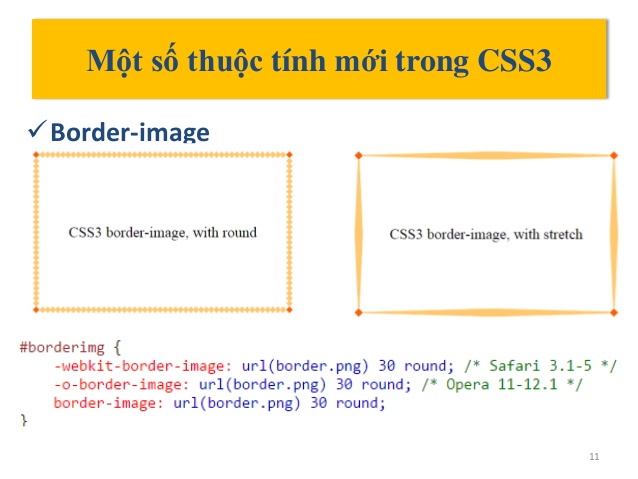 Một số thuộc tính mới trong CSS3
✓Border-image
CSS3 border-image, with round
CSS3 border-image, with stretch
#borderimg {
    -webkit-border-image: url(border.png) 30 round; /* Safari 3.1-5 */
    -o-border-image: url(border.png) 30 round; /* Opera 11-12.1 */
    border-image: url(border.png) 30 round;
}
11